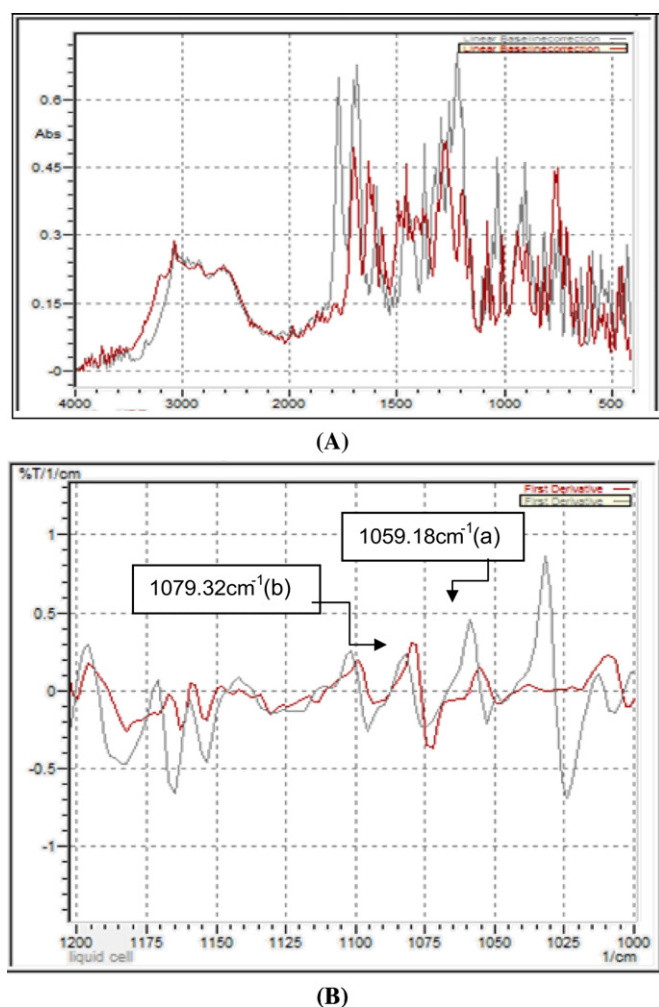 Linear Baselinecorrection
Linear Baselinecorrection
0.6
Abs
0.45
0.3
0.15
-0
4000 3000 2000 1500 1000 500
(A)
%T/1/cm
First Derivative
First Derivative
1
1059.18cm-1(a)
1079.32cm-1(b)
0.5
0
-0.5
-1
1200 1175 1150 1125 1100 1075 1050 1025 1000
liquid cell 1/cm
(B)